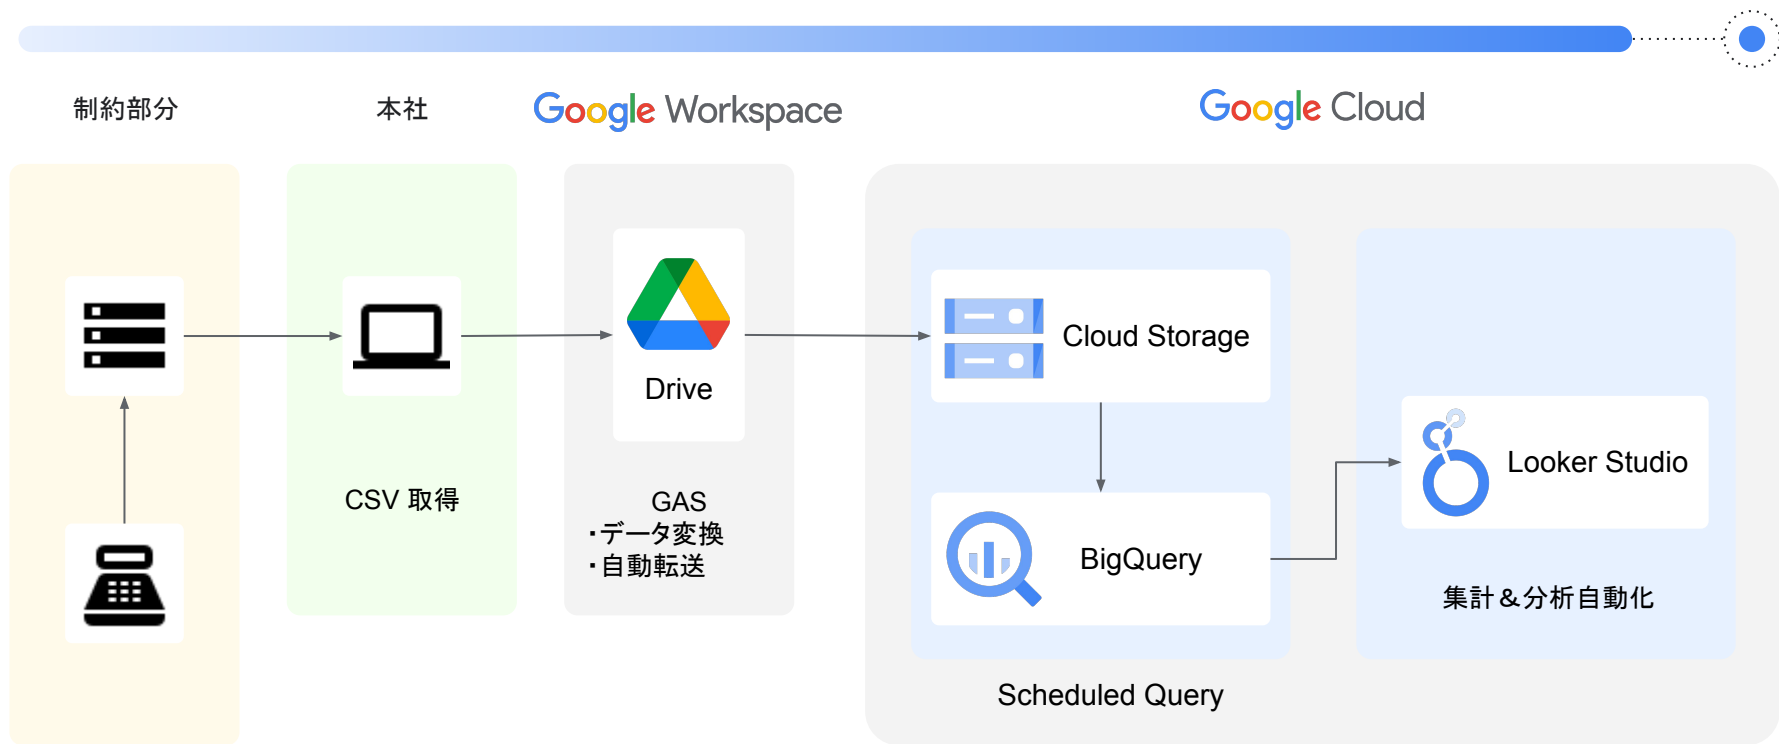 制約部分
本社
Google Workspace
Google Cloud
Drive
CSV 取得
GAS
・データ変換
・自動転送
Cloud Storage
BigQuery
Looker Studio
集計＆分析自動化
Scheduled Query